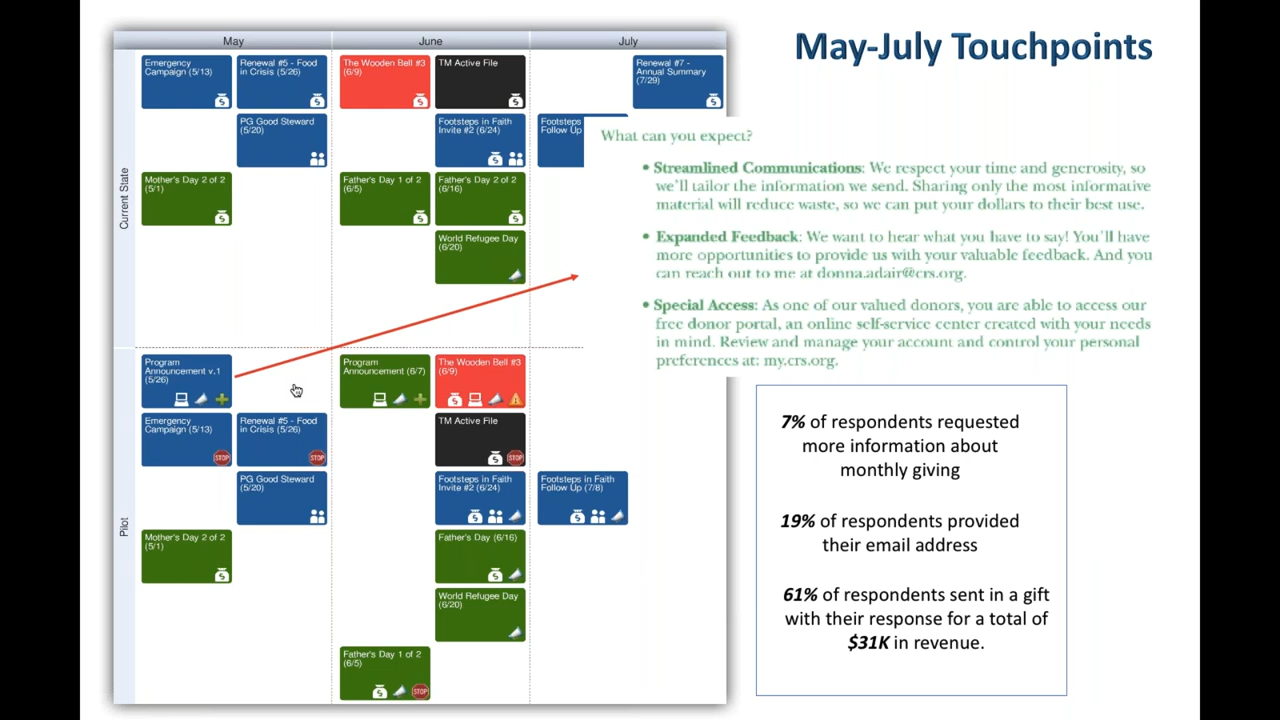 May-July Touchpoints
May
June
July
Current State
Emergency
Campaign (5/13)
Renewal #5 - Food
in Crisis (5/26)
The Wooden Bell #3
(6/9)
TM Active File
Renewal #7 -
Annual Summary
(7/29)
PG Good Steward
(5/20)
Footsteps in Faith
Invite #2 (6/24)
Footsteps
Follow Up
Mother's Day 2 of 2
(5/1)
Father's Day 1 of 2
(6/5)
Father's Day 2 of 2
(6/16)
World Refugee Day
(6/20)
What can you expect?
• Streamlined Communications: We respect your time and generosity, so
we'll tailor the information we send. Sharing only the most informative
material will reduce waste, so we can put your dollars to their best use.
• Expanded Feedback: We want to hear what you have to say! You'll have
more opportunities to provide us with your valuable feedback. And you
can reach out to me at donna.adair@crs.org.
• Special Access: As one of our valued donors, you are able to access our
free donor portal, an online self-service center created with your needs
in mind. Review and manage your account and control your personal
preferences at: my.crs.org.
Pilot
Program
Announcement v.1
(5/26)
Program
Announcement (6/7)
The Wooden Bell #3
(6/9)
Emergency
Campaign (5/13)
STOP
Renewal #5 - Food
in Crisis (5/26)
STOP
TM Active File
STOP
PG Good Steward
(5/20)
Footsteps in Faith
Invite #2 (6/24)
Footsteps in Faith
Follow Up (7/8)
Mother's Day 2 of 2
(5/1)
Father's Day (6/16)
World Refugee Day
(6/20)
Father's Day 1 of 2
(6/5)
STOP
7% of respondents requested
more information about
monthly giving
19% of respondents provided
their email address
61% of respondents sent in a gift
with their response for a total of
$31K in revenue.